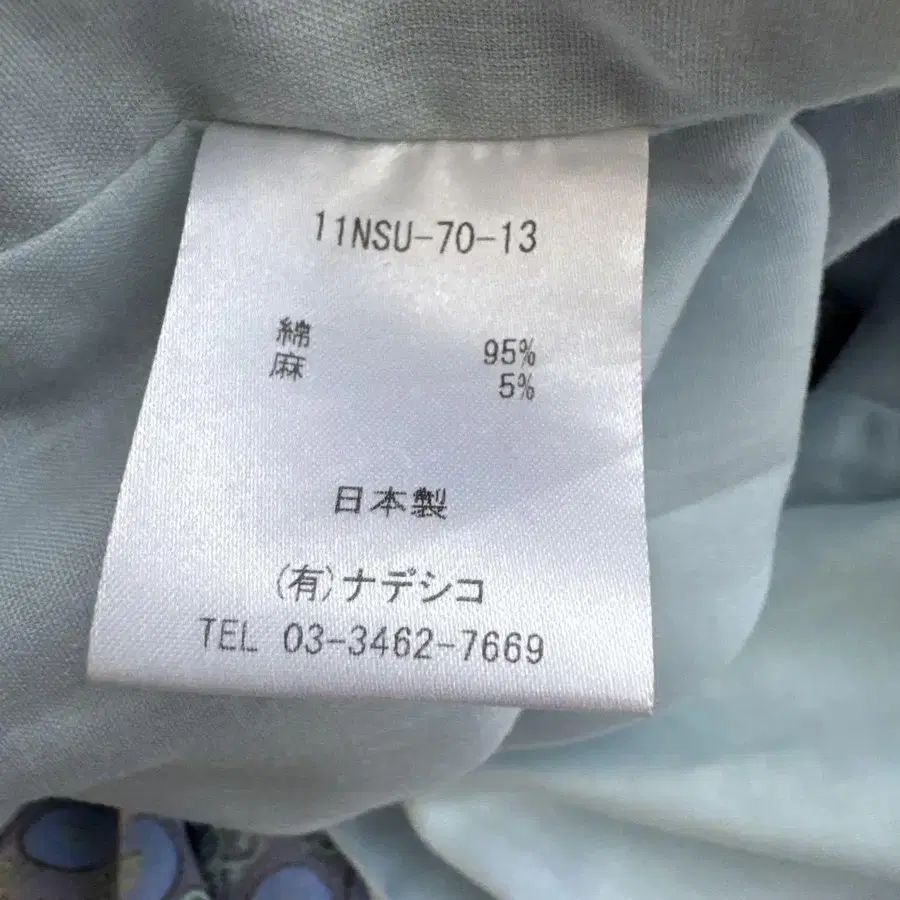 11NSU-70-13
綿 95%
麻 5%
日本製
(有)ナデシコ
TEL 03-3462-7669